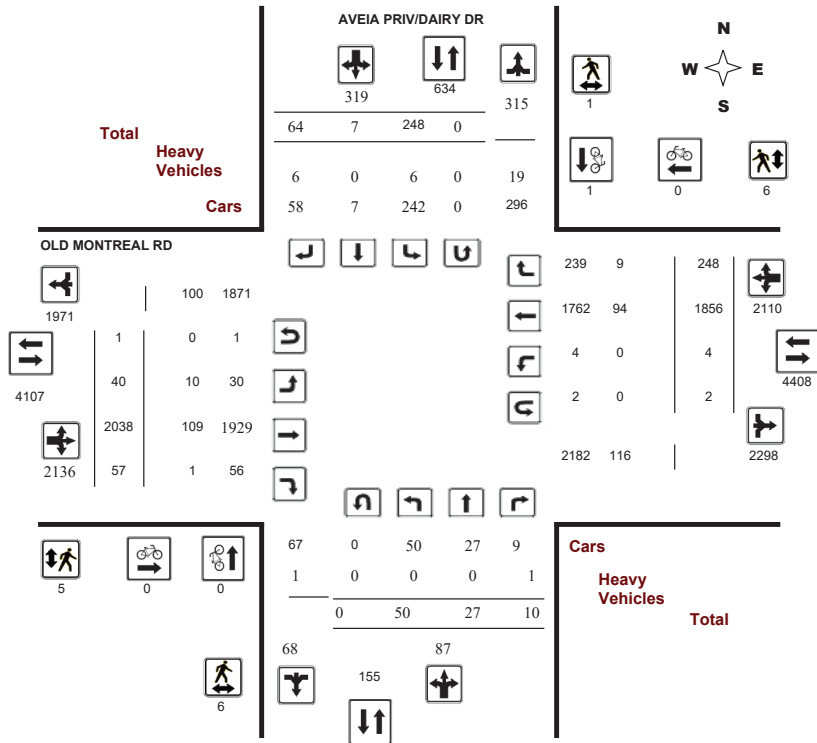 AVEIA PRIV/DAIRY DR
N
W E
S
319
634
315
1
64 7 248 0
Total
Heavy
Vehicles
6 0 6 0 19
1 0 6
Cars
58 7 242 0 296
OLD MONTREAL RD
239 9 248
1971
100 1871
1762 94 1856 2110
1 0 1
4 0 4
4107
40 10 30
4408
2 0 2
2038 109 1929
2136
57 1 56
2182 116 2298
67 0 50 27 9
Cars
1 0 0 0 1
Heavy
Vehicles
5 0 0
0 50 27 10
Total
68
155
87
6